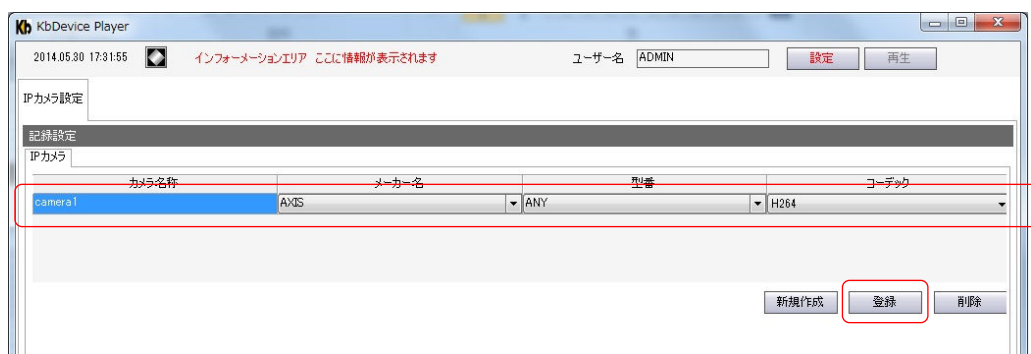 Kb KbDevice Player
2014.05.30 17:31:55 インフォーメーションエリア ここに情報が表示されます ユーザー名 ADMIN 設定 再生
IPカメラ設定
記録設定
IPカメラ
カメラ名称 メーカー名 型番 コーデック
camera1 AXIS ANY H264
新規作成 登録 削除